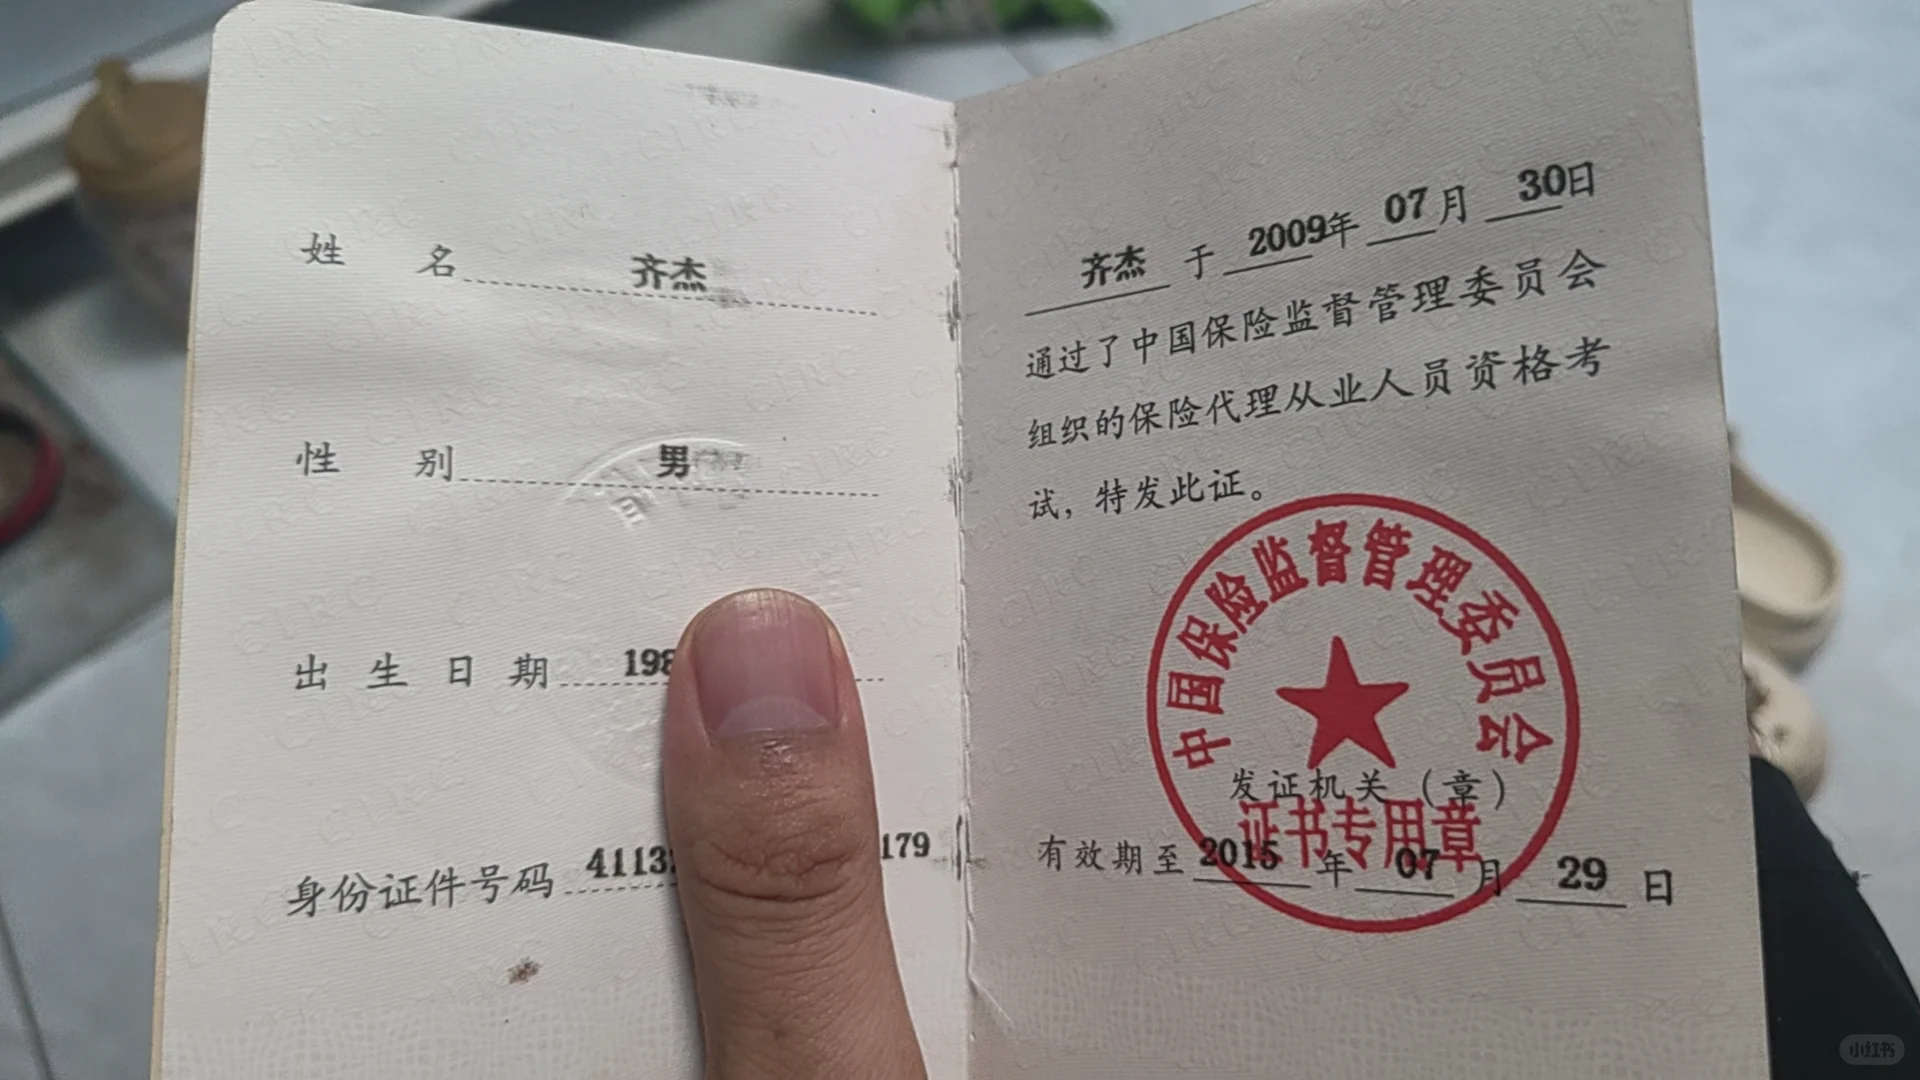 姓 名 齐杰
性 别 男
出生日期 198
身份证件号码 4113 179
齐杰 于 2009年 07月 30日
通过了中国保险监督管理委员会
组织的保险代理从业人员资格考
试，特发此证。
中国保险监督管理委员会
发证机关（章）
证书专用章
有效期至 2015 年 07 月 29 日
小红书